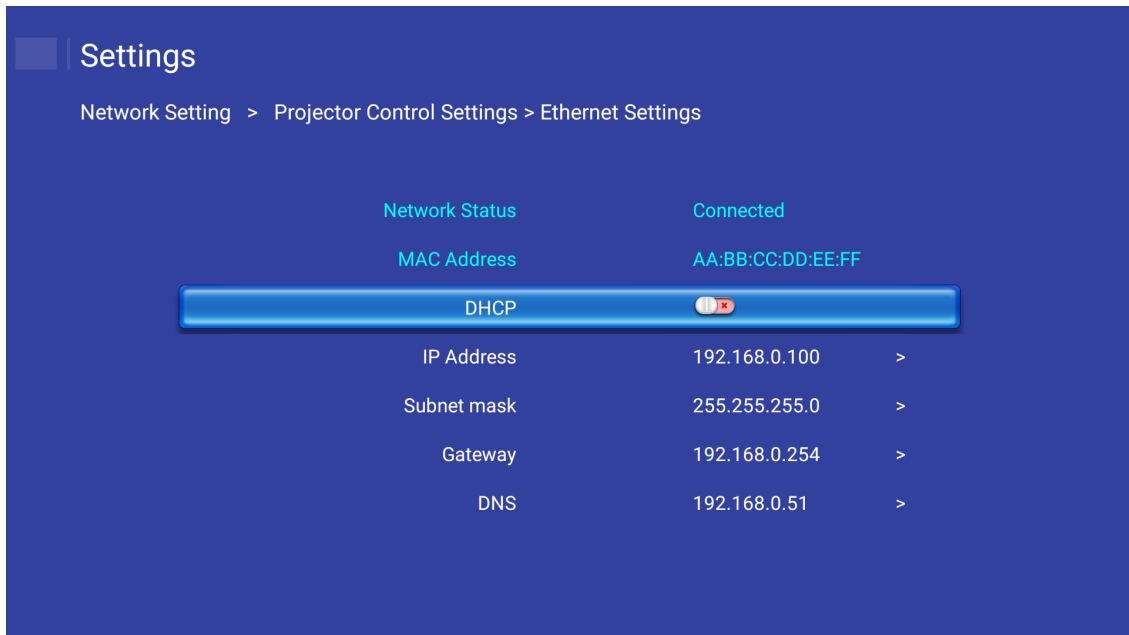 Settings
Network Setting > Projector Control Settings > Ethernet Settings
Network Status Connected
MAC Address AA:BB:CC:DD:EE:FF
DHCP
IP Address 192.168.0.100 >
Subnet mask 255.255.255.0 >
Gateway 192.168.0.254 >
DNS 192.168.0.51 >